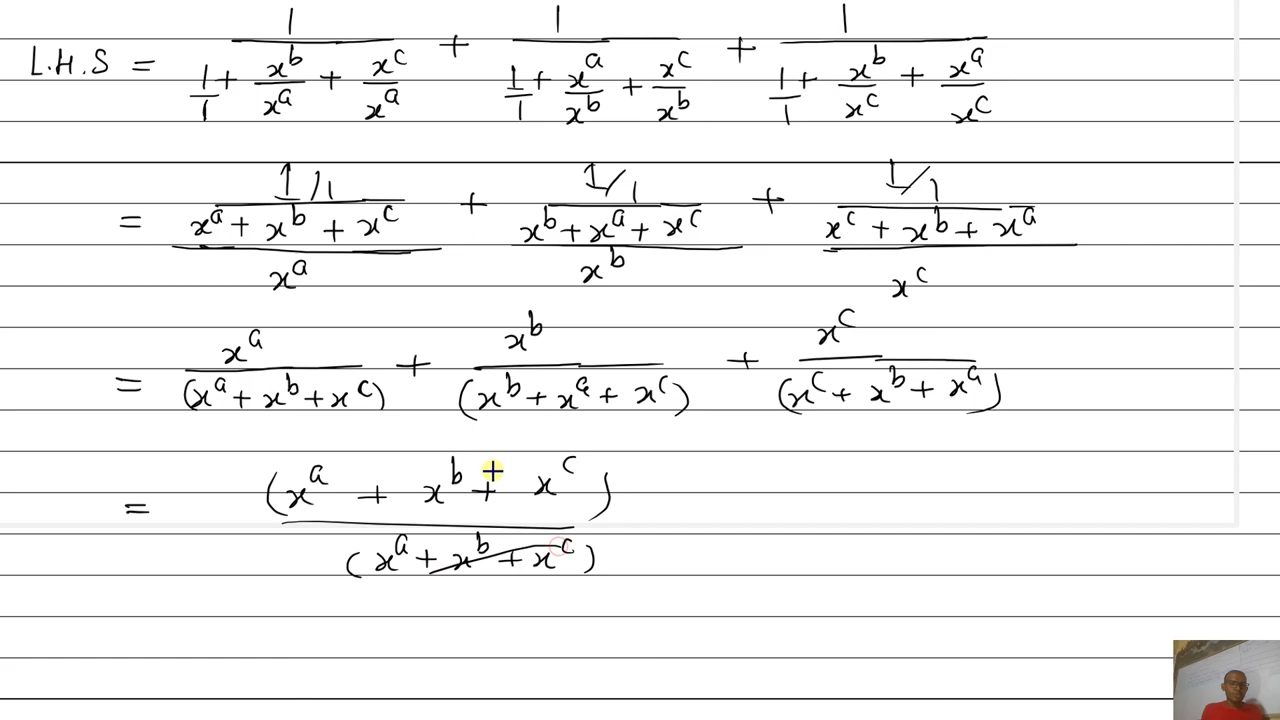 L.H.S = 1/(1/1 + x^b/x^a + x^c/x^a) + 1/(1/1 + x^a/x^b + x^c/x^b) + 1/(1/1 + x^b/x^c + x^a/x^c)
= (1/1)/((x^a + x^b + x^c)/x^a) + (1/1)/((x^b + x^a + x^c)/x^b) + (1/1)/((x^c + x^b + x^a)/x^c)
= x^a/(x^a + x^b + x^c) + x^b/(x^b + x^a + x^c) + x^c/(x^c + x^b + x^a)
= (x^a + x^b + x^c)/(x^a + x^b + x^c)